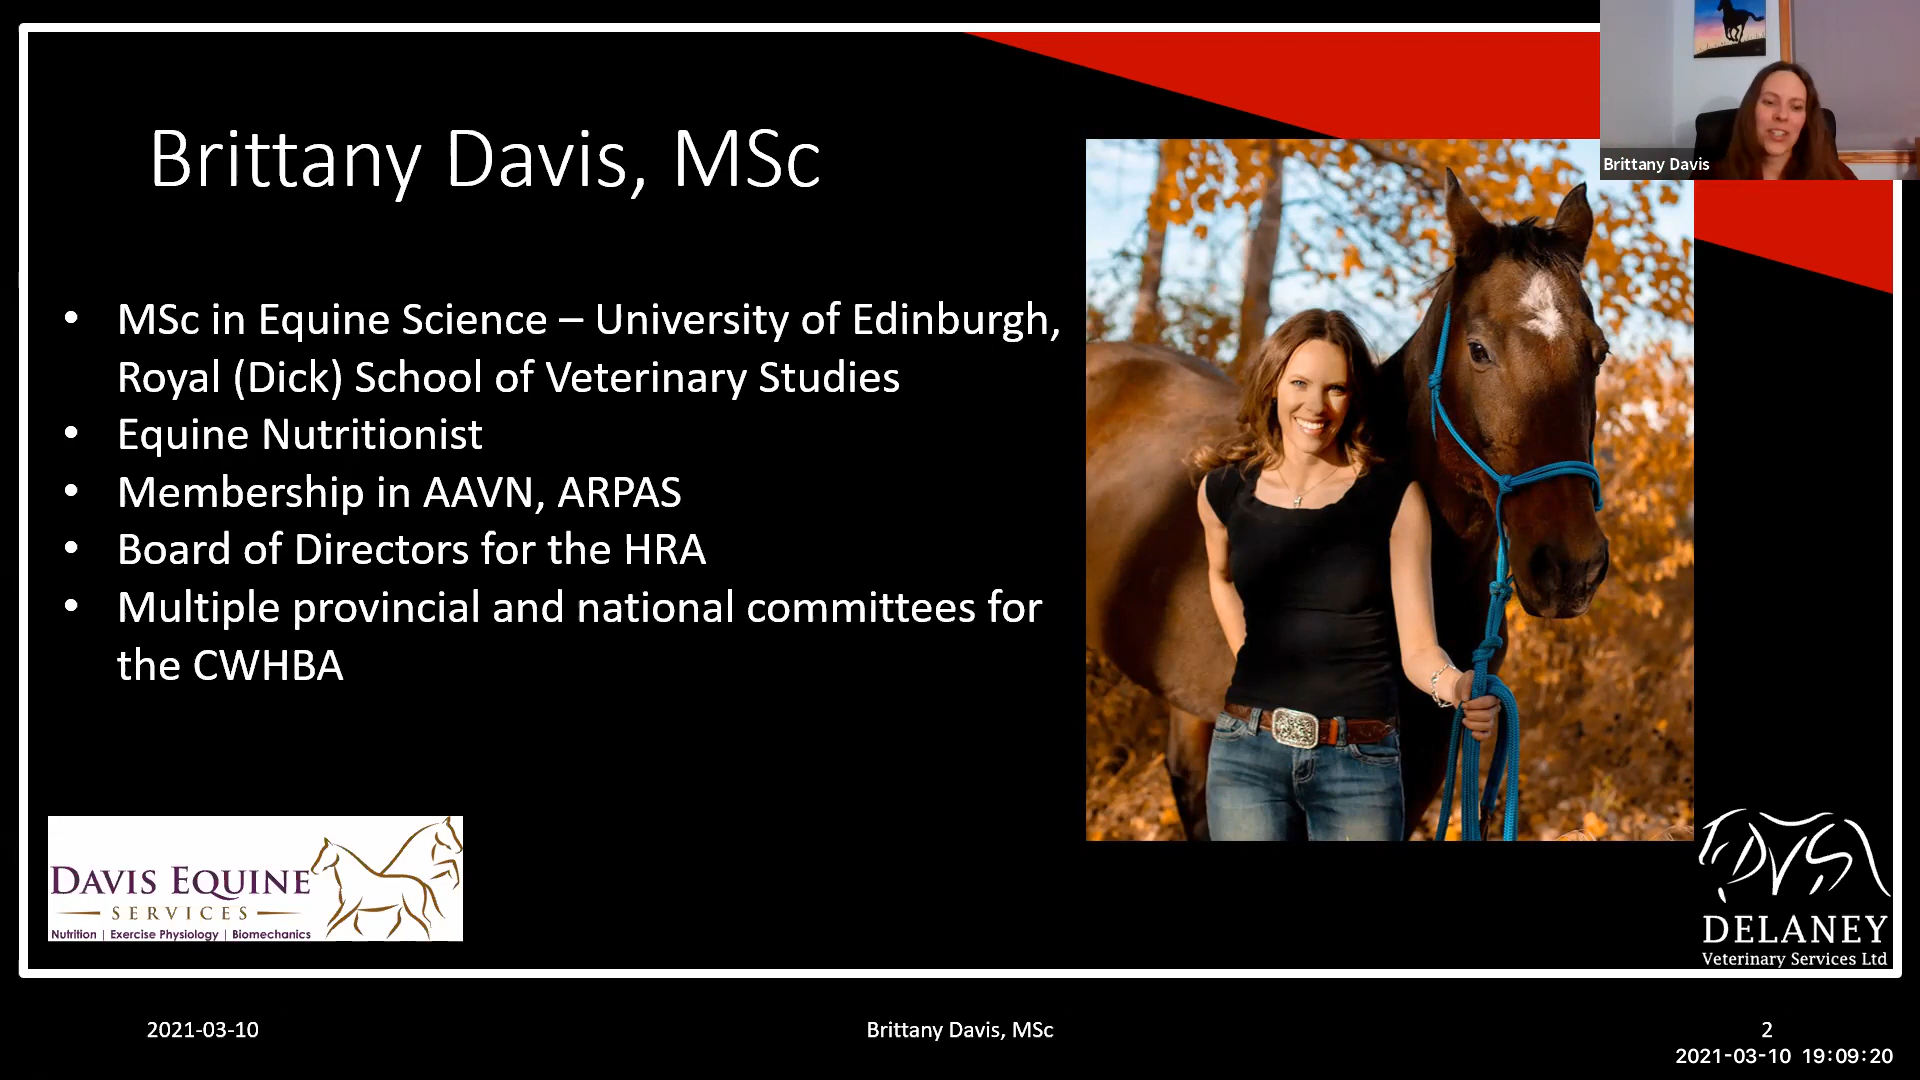 Brittany Davis
Brittany Davis, MSc
• MSc in Equine Science – University of Edinburgh,
Royal (Dick) School of Veterinary Studies
• Equine Nutritionist
• Membership in AAVN, ARPAS
• Board of Directors for the HRA
• Multiple provincial and national committees for
the CWHBA
DAVIS EQUINE
SERVICES
Nutrition | Exercise Physiology | Biomechanics
DVS
DELANEY
Veterinary Services Ltd
2021-03-10
Brittany Davis, MSc
2
2021-03-10 19:09:20